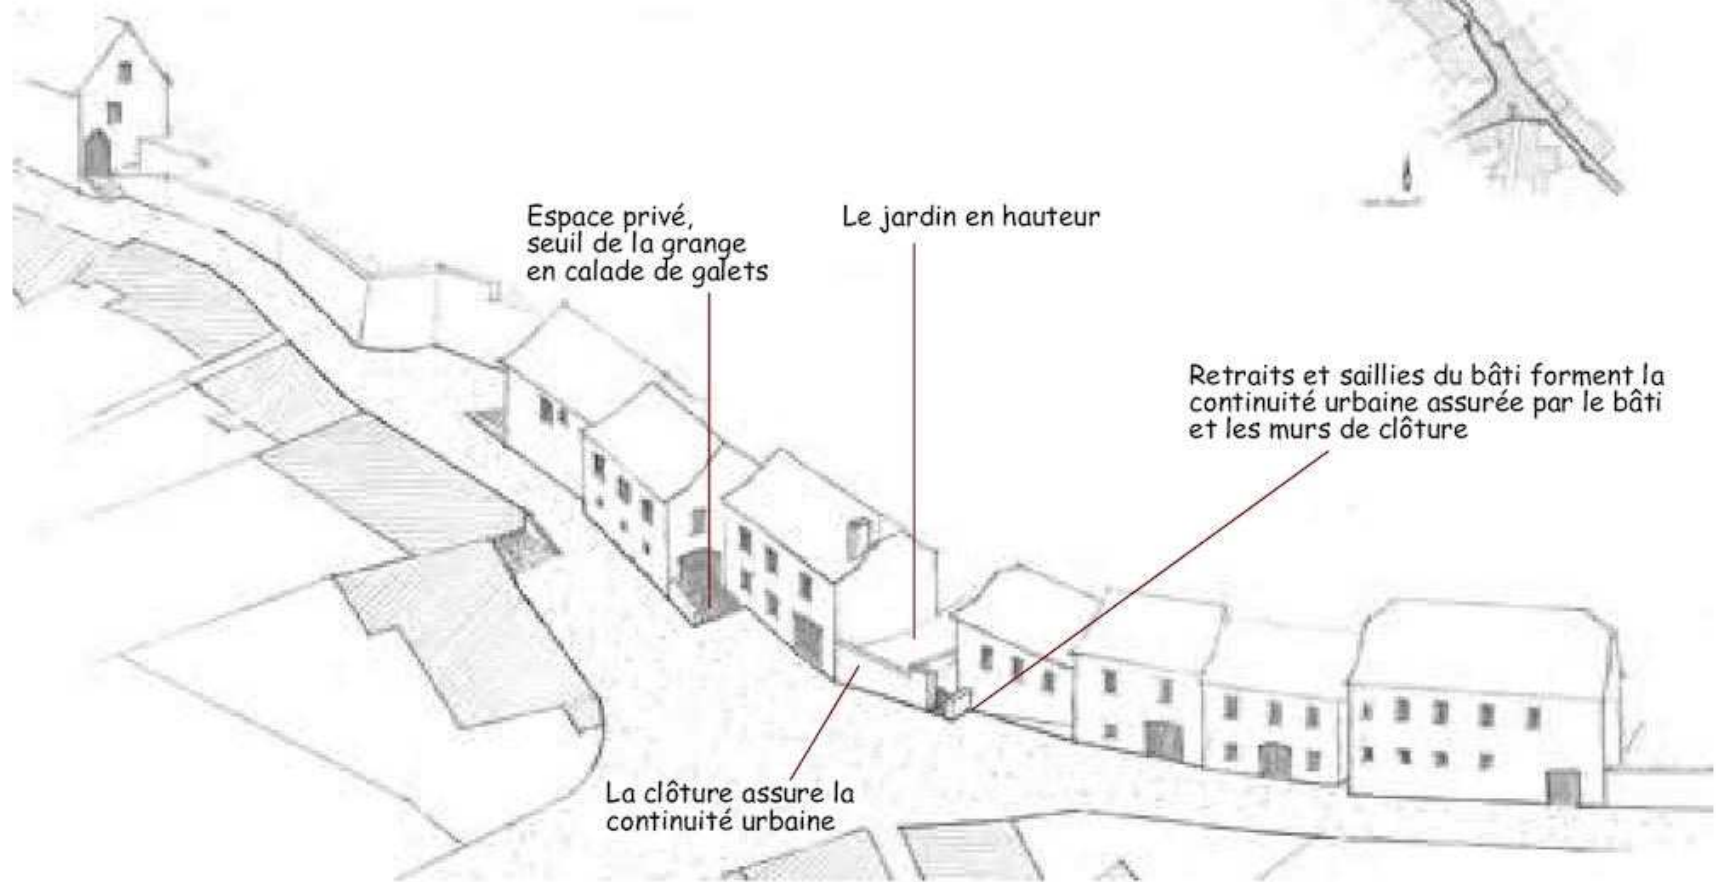 Espace privé,
seuil de la grange
en calade de galets
Le jardin en hauteur
Retraits et saillies du bâti forment la
continuité urbaine assurée par le bâti
et les murs de clôture
La clôture assure la
continuité urbaine